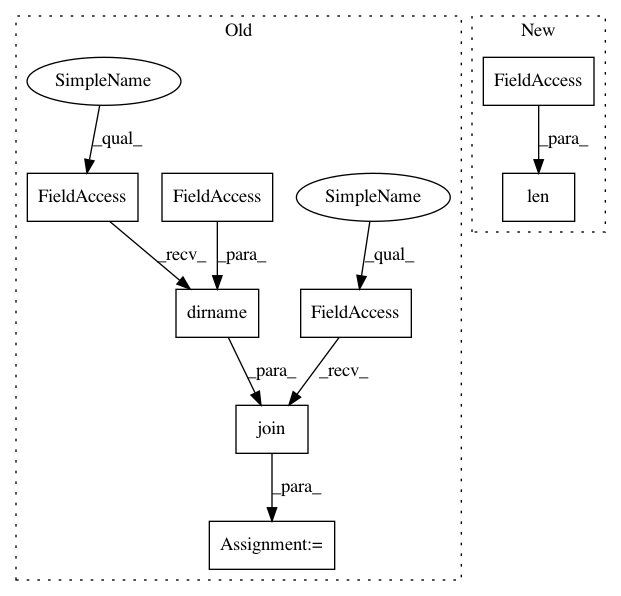 Old
New
SimpleName
FieldAccess
_qual_
_para_
FieldAccess
FieldAccess
SimpleName
len
_recv_
_para_
_qual_
dirname
FieldAccess
_para_
_recv_
join
_para_
Assignment:=